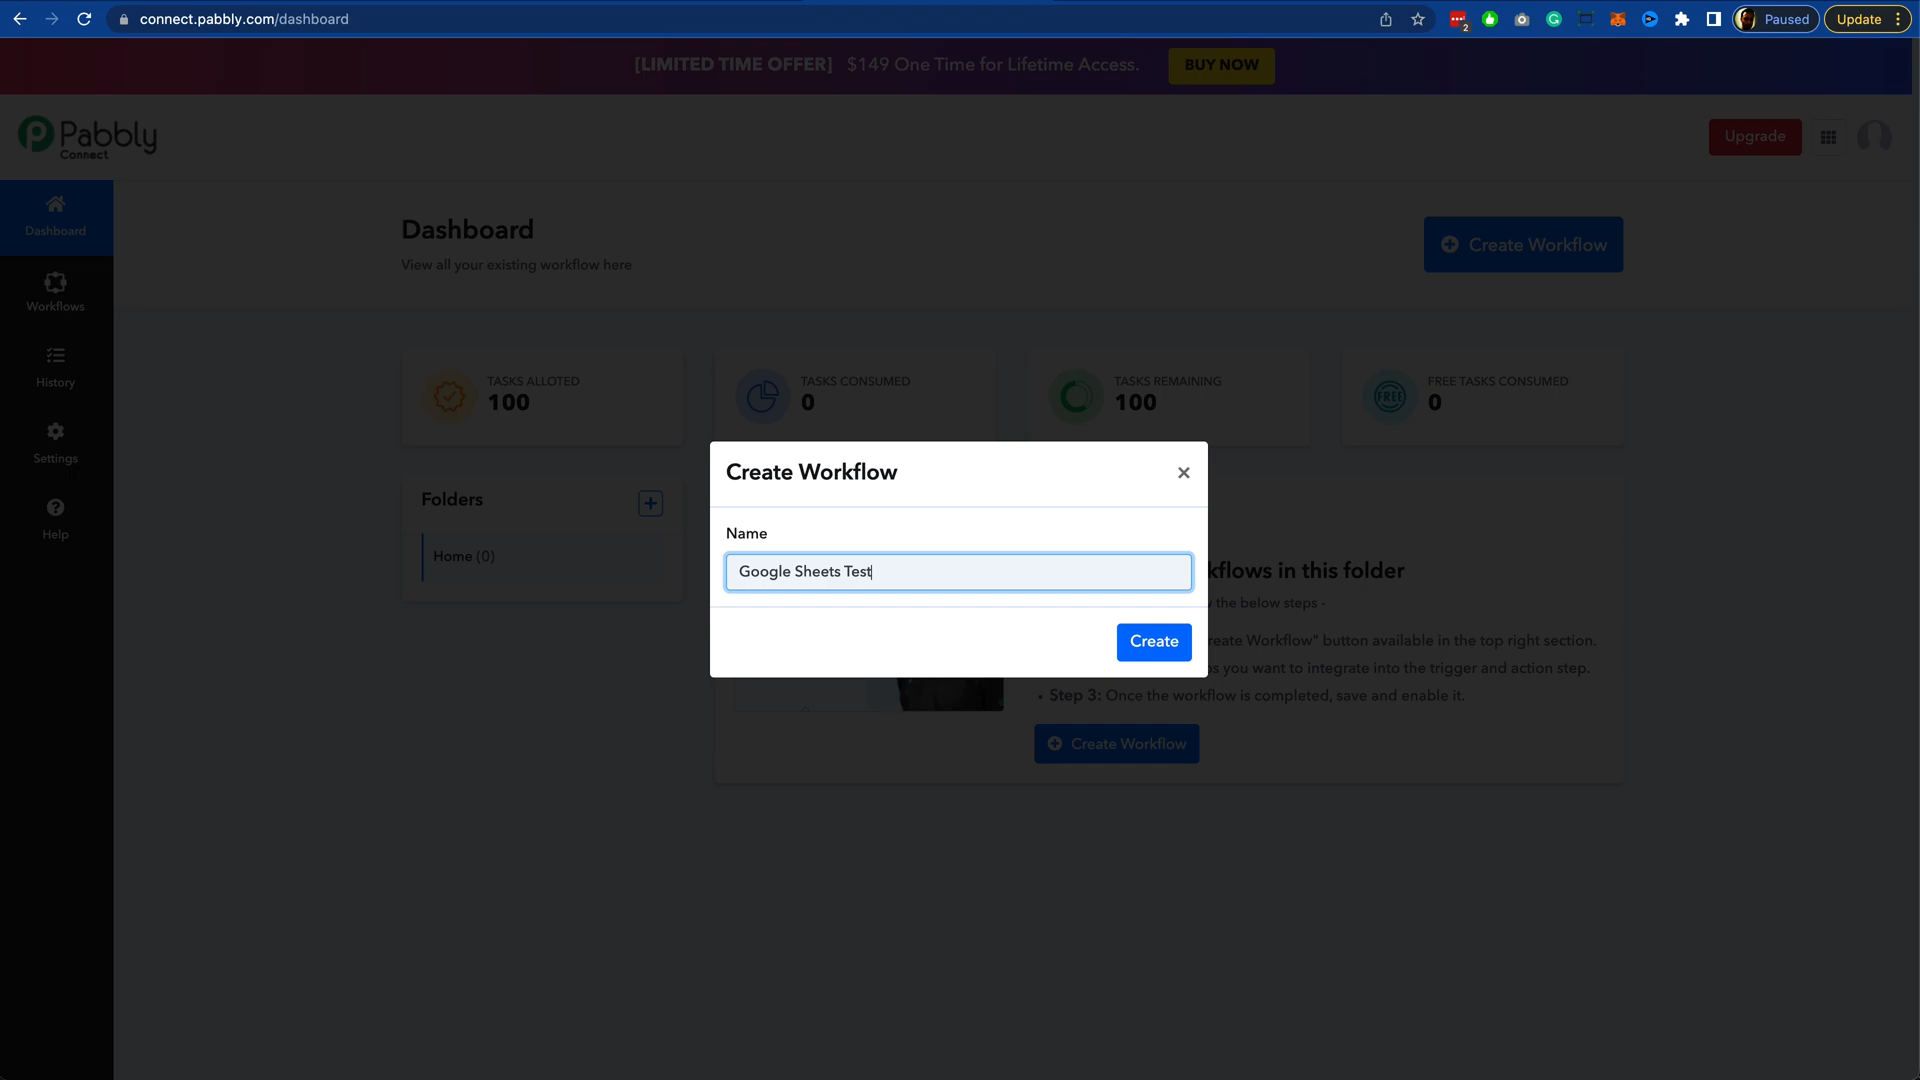 connect.pabbly.com/dashboard
2
Paused
Update
[LIMITED TIME OFFER] $149 One Time for Lifetime Access.
BUY NOW
Pabbly
Connect
Upgrade
Dashboard
Workflows
History
Settings
Help
Dashboard
View all your existing workflow here
Create Workflow
TASKS ALLOTED
100
TASKS CONSUMED
0
TASKS REMAINING
100
FREE
FREE TASKS CONSUMED
0
Folders
Home (0)
Create Workflow
×
Name
Google Sheets Test
Create
in this folder
the below steps -
Workflow" button available in the top right section.
you want to integrate into the trigger and action step.
• Step 3: Once the workflow is completed, save and enable it.
Create Workflow